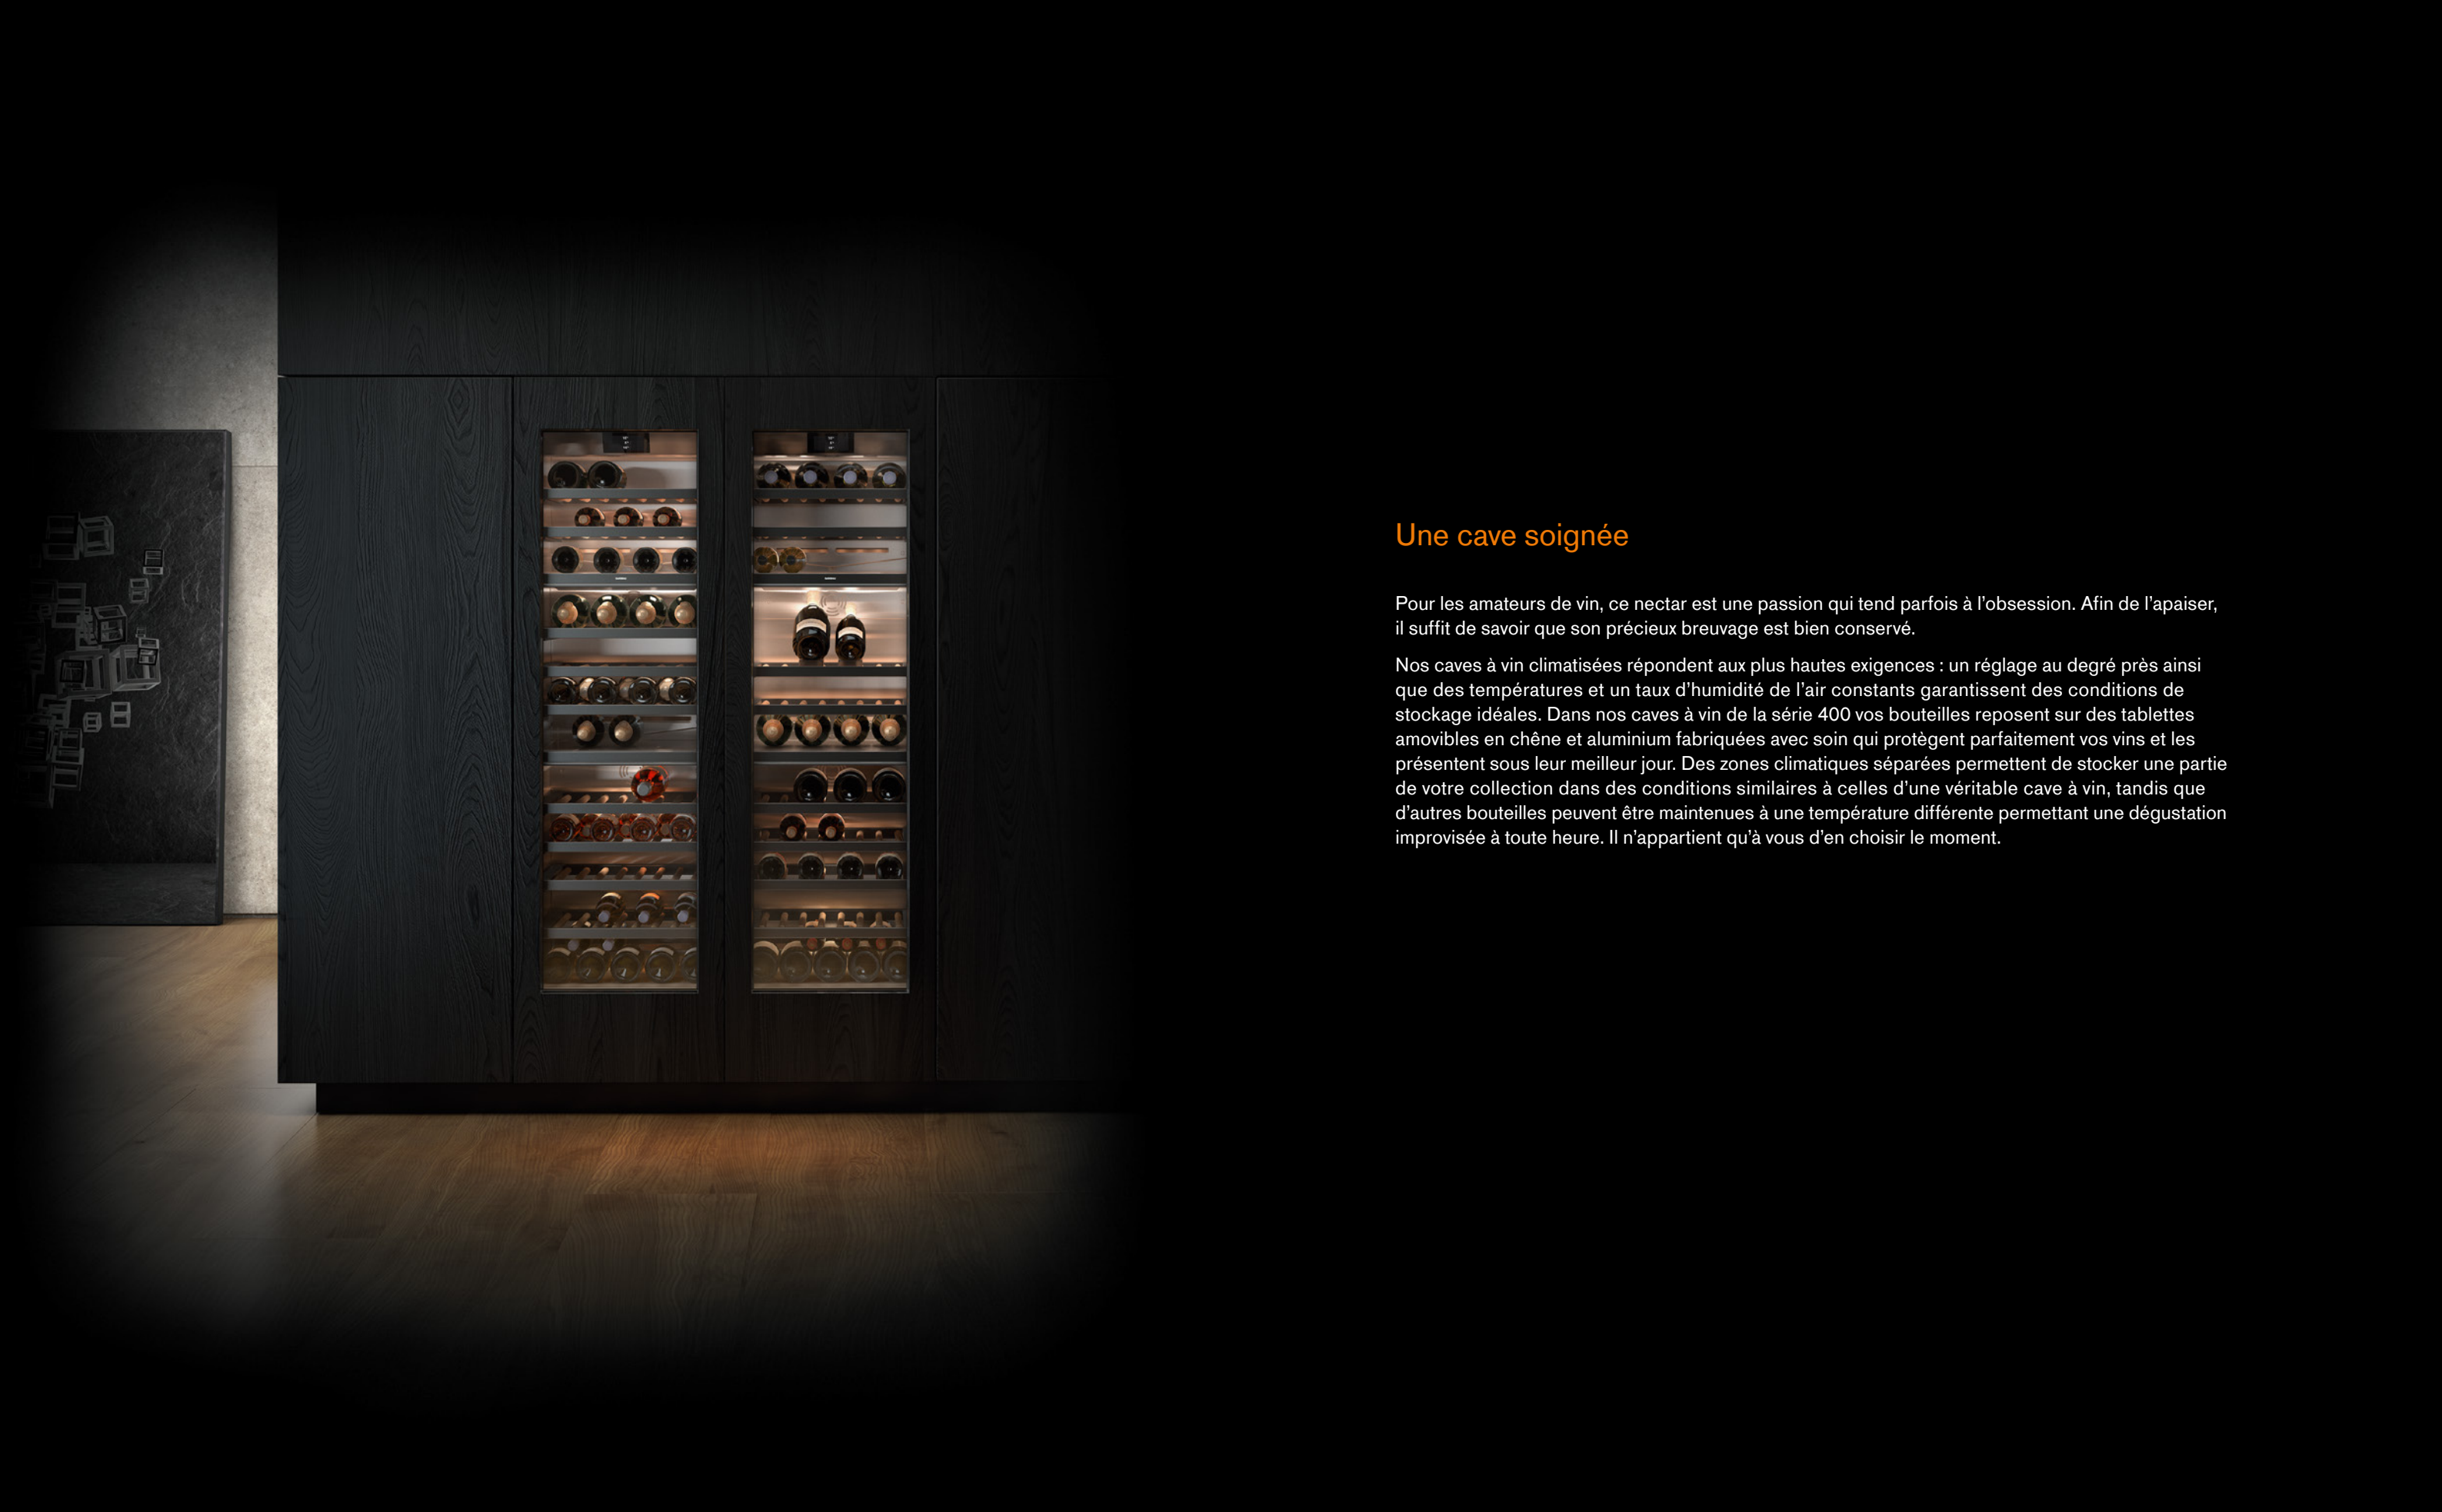 Une cave soignée
Pour les amateurs de vin, ce nectar est une passion qui tend parfois à l’obsession. Afin de l’apaiser,
il suffit de savoir que son précieux breuvage est bien conservé.
Nos caves à vin climatisées répondent aux plus hautes exigences : un réglage au degré près ainsi
que des températures et un taux d’humidité de l’air constants garantissent des conditions de
stockage idéales. Dans nos caves à vin de la série 400 vos bouteilles reposent sur des tablettes
amovibles en chêne et aluminium fabriquées avec soin qui protègent parfaitement vos vins et les
présentent sous leur meilleur jour. Des zones climatiques séparées permettent de stocker une partie
de votre collection dans des conditions similaires à celles d’une véritable cave à vin, tandis que
d’autres bouteilles peuvent être maintenues à une température différente permettant une dégustation
improvisée à toute heure. Il n’appartient qu’à vous d’en choisir le moment.